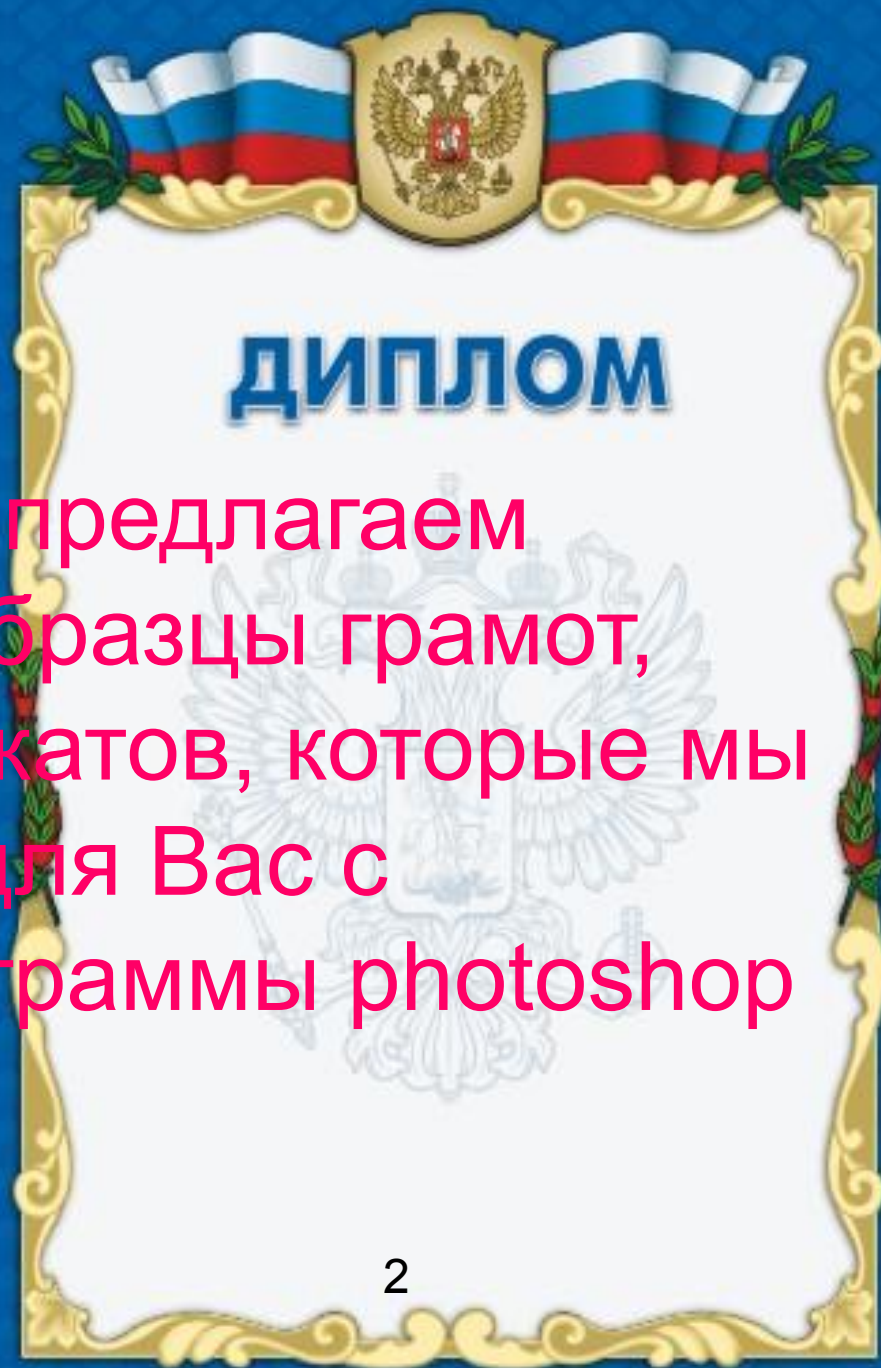 ДИПЛОМ
предлагаем
бразцы грамот,
катов, которые мы
для Вас с
граммы photoshop
2